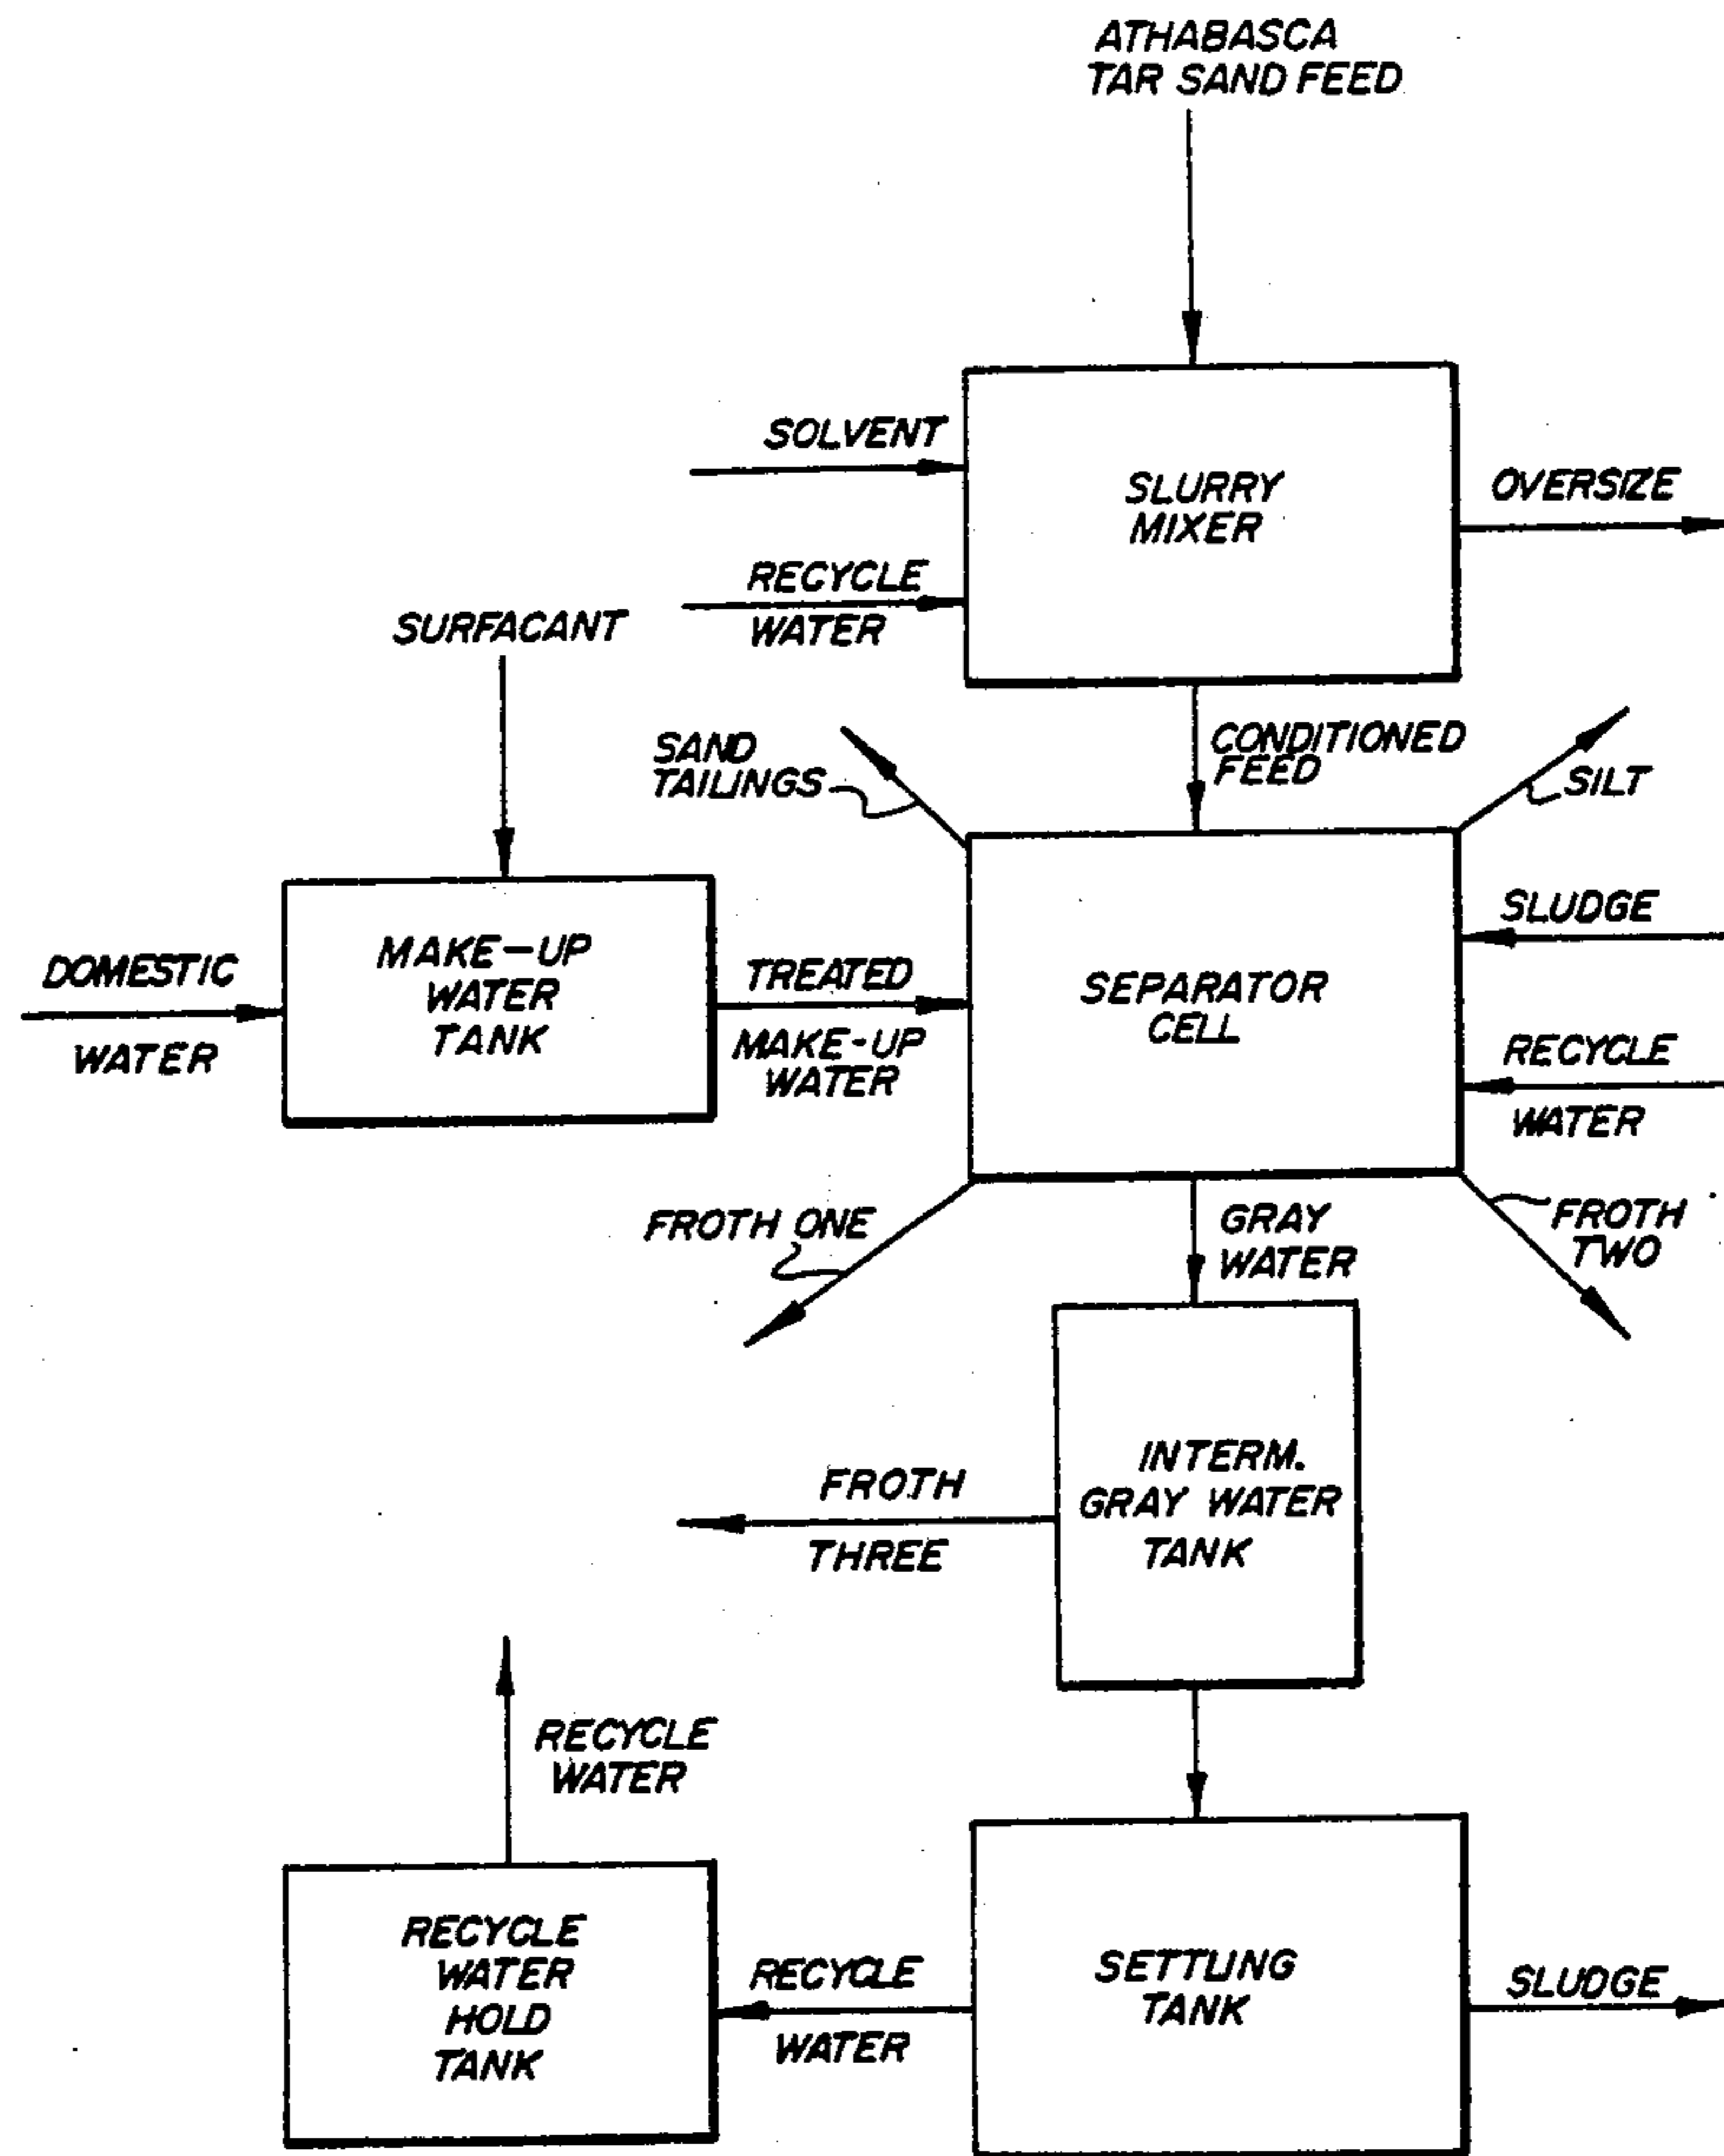 ATHABASCA
TAR SAND FEED
SOLVENT
SLURRY
MIXER
OVERSIZE
RECYCLE
WATER
SURFACANT
SAND
TAILINGS
CONDITIONED
FEED
SILT
DOMESTIC
WATER
MAKE-UP
WATER
TANK
TREATED
MAKE-UP
WATER
SEPARATOR
CELL
SLUDGE
RECYCLE
WATER
FROTH ONE
GRAY
WATER
FROTH
TWO
FROTH
THREE
INTERM.
GRAY WATER
TANK
RECYCLE
WATER
RECYCLE
WATER
HOLD
TANK
RECYCLE
WATER
SETTLING
TANK
SLUDGE